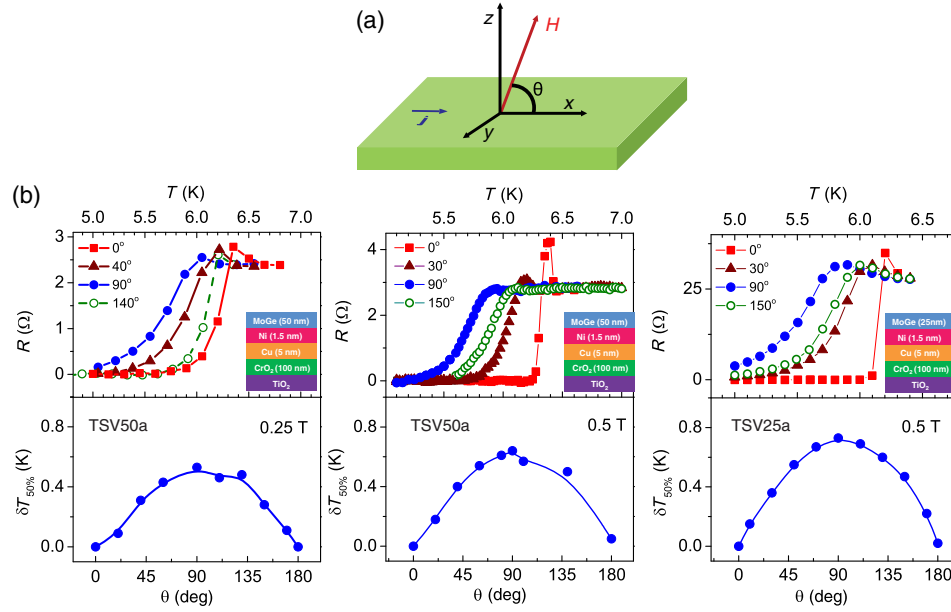 (a)
z
H
θ
x
y
j
(b)
T (K)
5.0 5.5 6.0 6.5 7.0
R (Ω)
3
2
1
0
0°
40°
90°
140°
MoGe (50 nm)
Ni (1.5 nm)
Cu (5 nm)
CrO₂ (100 nm)
TiO₂
TSV50a 0.25 T
δT₅₀% (K)
0.8
0.4
0.0
0 45 90 135 180
θ (deg)
T (K)
5.5 6.0 6.5
R (Ω)
4
2
0
0°
30°
90°
150°
MoGe (50 nm)
Ni (1.5 nm)
Cu (5 nm)
CrO₂ (100 nm)
TiO₂
TSV50a 0.5 T
δT₅₀% (K)
0.8
0.4
0.0
0 45 90 135 180
θ (deg)
T (K)
5.0 5.5 6.0 6.5
R (Ω)
25
0
0°
30°
90°
150°
MoGe (25nm)
Ni (1.5 nm)
Cu (5 nm)
CrO₂ (100 nm)
TiO₂
TSV25a 0.5 T
δT₅₀% (K)
0.8
0.4
0.0
0 45 90 135 180
θ (deg)